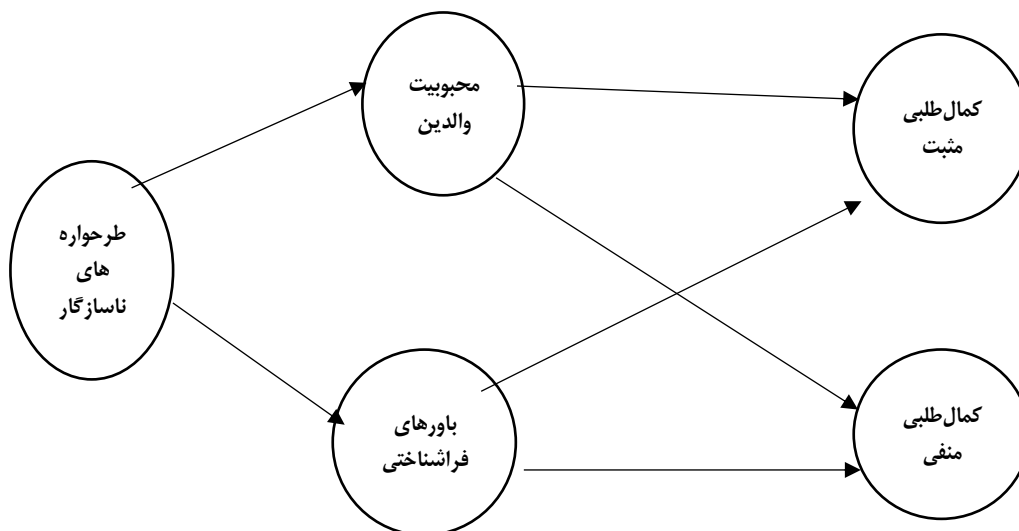 محبوبیت
والدین
کمال‌طلبی
مثبت
طرحواره
های
ناسازگار
باورهای
فراشناختی
کمال‌طلبی
منفی